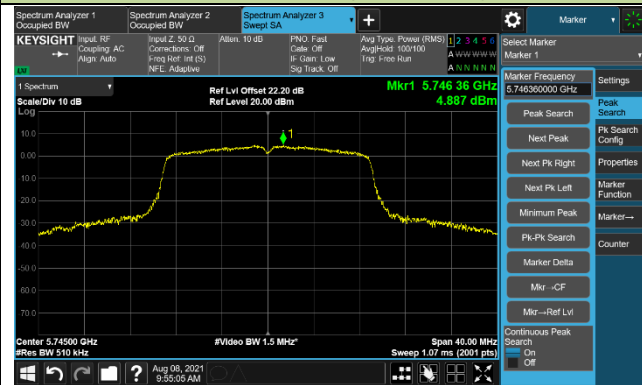 Spectrum Analyzer 1
Occupied BW
Spectrum Analyzer 2
Occupied BW
Spectrum Analyzer 3
Swept SA
+
Marker
KEYSIGHT
Input: RF
Coupling: AC
Align: Auto
Input Z: 50 Ω
Corrections: Off
Freq Ref: Int (S)
NFE: Adaptive
Atten: 10 dB
PNO: Fast
Gate: Off
IF Gain: Low
Sig Track: Off
Avg Type: Power (RMS)
Avg|Hold: 100/100
Trig: Free Run
1 2 3 4 5 6
A W W W W W
A N N N N N
LXI
Select Marker
Marker 1
1 Spectrum
Scale/Div 10 dB
Log
Ref Lvl Offset 22.20 dB
Ref Level 20.00 dBm
Mkr1 5.746 36 GHz
4.887 dBm
1
10.0
0.00
-10.0
-20.0
-30.0
-40.0
-50.0
-60.0
-70.0
Center 5.74500 GHz
#Res BW 510 kHz
#Video BW 1.5 MHz*
Span 40.00 MHz
Sweep 1.07 ms (2001 pts)
Marker Frequency
5.746360000 GHz
Peak Search
Next Peak
Next Pk Right
Next Pk Left
Minimum Peak
Pk-Pk Search
Marker Delta
Mkr→CF
Mkr→Ref Lvl
Continuous Peak
Search
On
Off
Settings
Peak
Search
Pk Search
Config
Properties
Marker
Function
Marker→
Counter
?
Aug 08, 2021
9:55:05 AM